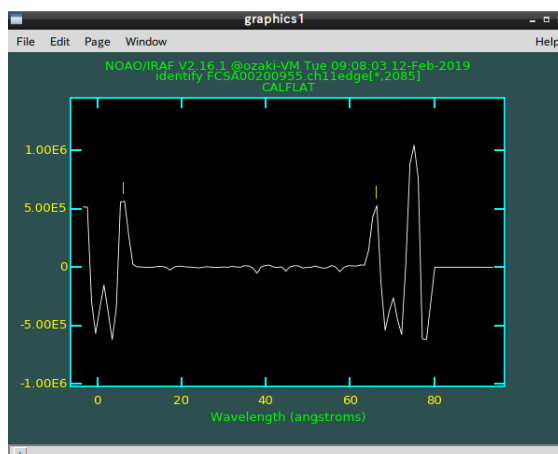 graphics1
File Edit Page Window Help
NOAO/IRAF V2.16.1 @ozaki-VM Tue 09:08:03 12-Feb-2019
identify FCSA00200955.ch11edge[*,2085]
CALFLAT
1.00E6
5.00E5
0
-5.00E5
-1.00E6
0 20 40 60 80
Wavelength (angstroms)